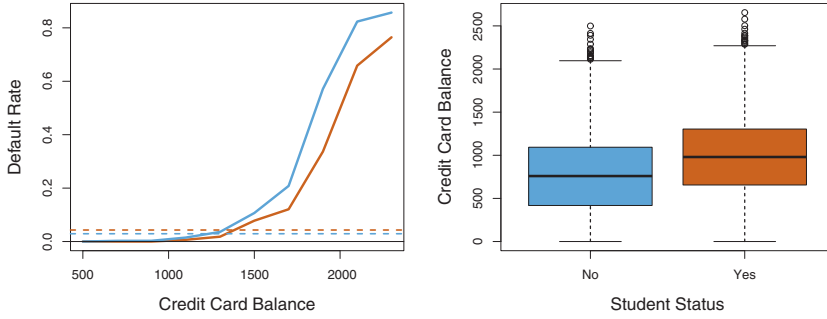 0.8
0.6
0.4
0.2
0.0
Default Rate
500 1000 1500 2000
Credit Card Balance
2500
2000
1500
1000
500
0
Credit Card Balance
No Yes
Student Status